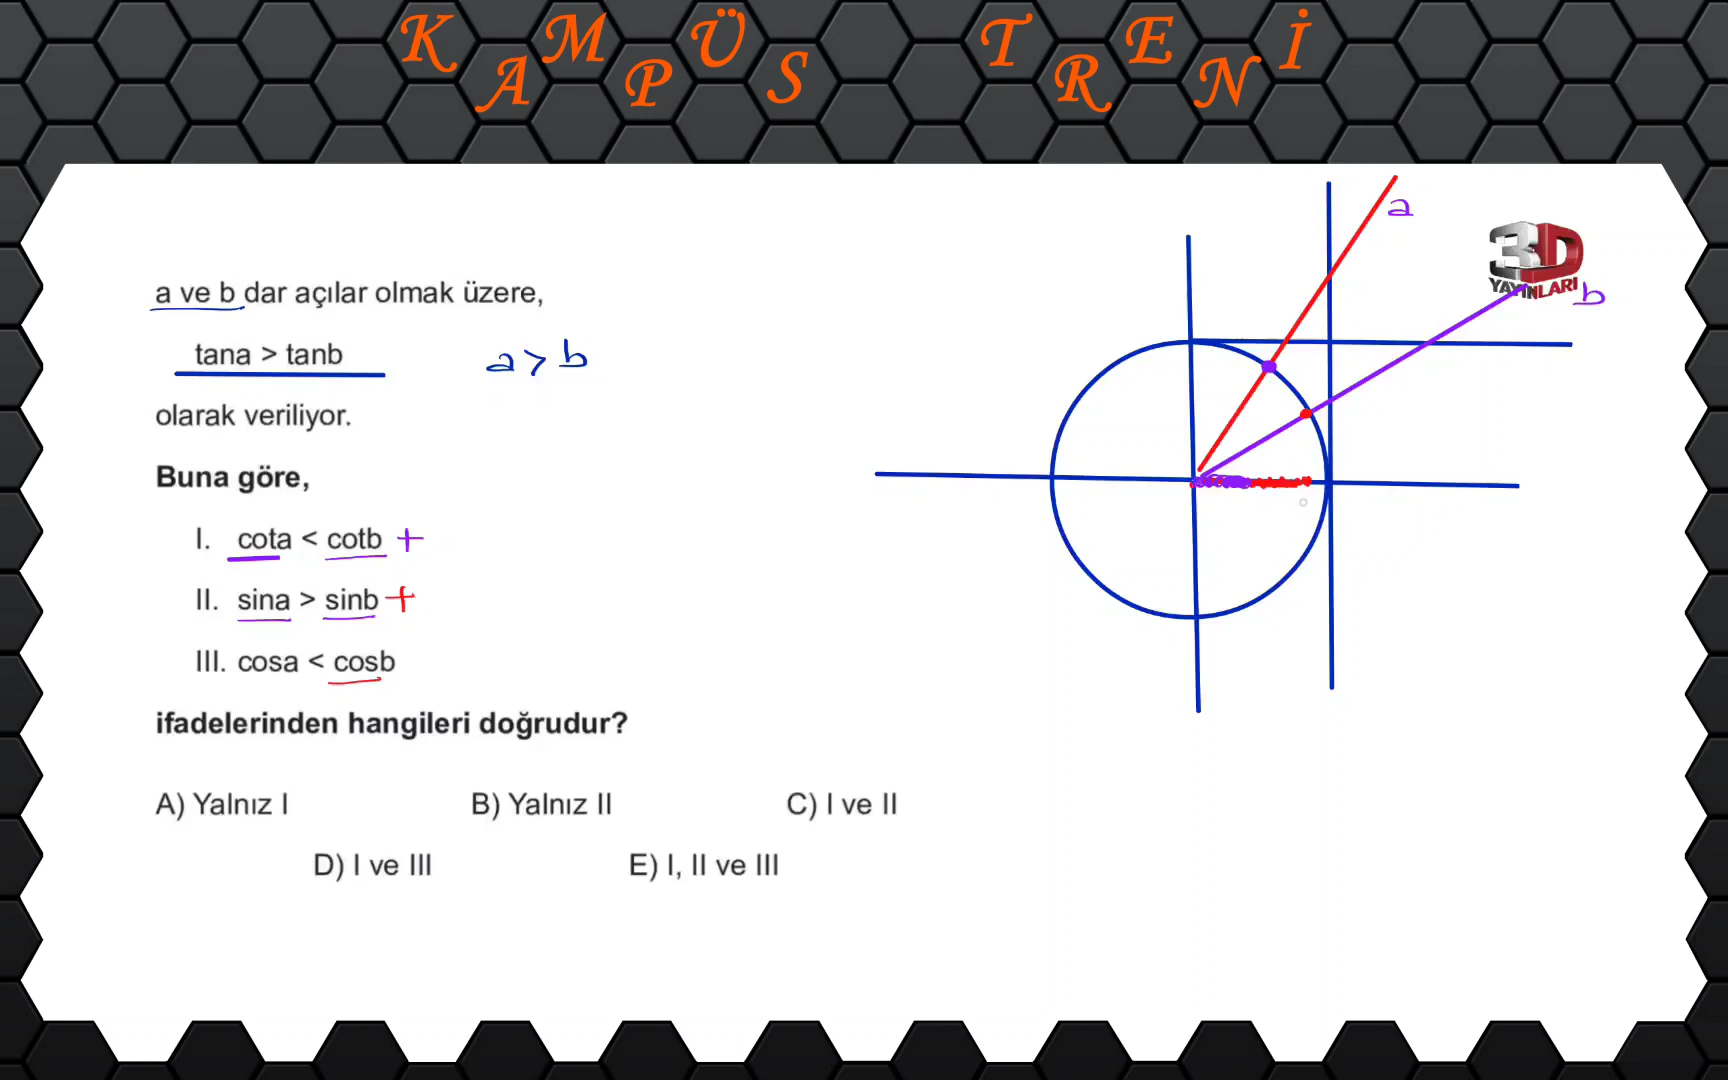 KAMPÜS TRENİ
a
3D
YAYINLARI b
a ve b dar açılar olmak üzere,
tana > tanb a > b
olarak veriliyor.
Buna göre,
I. cota < cotb +
II. sina > sinb +
III. cosa < cosb
ifadelerinden hangileri doğrudur?
A) Yalnız I B) Yalnız II C) I ve II
D) I ve III E) I, II ve III